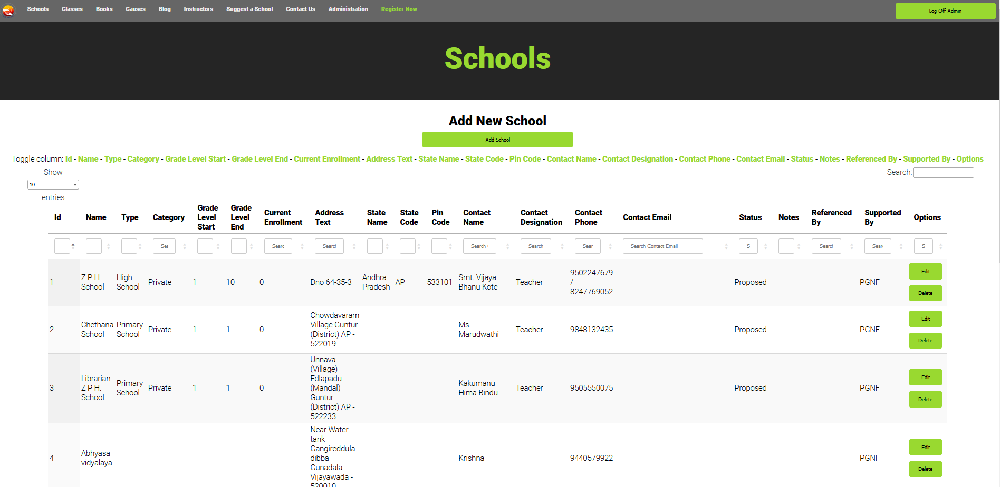 Schools Classes Books Causes Blog Instructors Suggest a School Contact Us Administration Register Now Log Off Admin
Schools
Add New School
Add School
Toggle column: Id - Name - Type - Category - Grade Level Start - Grade Level End - Current Enrollment - Address Text - State Name - State Code - Pin Code - Contact Name - Contact Designation - Contact Phone - Contact Email - Status - Notes - Referenced By - Supported By - Options
Show
10
entries
Search:
Id
Name
Type
Category
Grade
Level
Start
Grade
Level
End
Current
Enrollment
Address
Text
State
Name
State
Code
Pin
Code
Contact
Name
Contact
Designation
Contact
Phone
Contact Email
Status
Notes
Referenced
By
Supported
By
Options
Sea
Searc
Search
Search
Search
Sear
Search Contact Email
S
Search
Searc
S
1
Z P H
School
High
School
Private
1
10
0
Dno 64-35-3
Andhra
Pradesh
AP
533101
Smt. Vijaya
Bhanu Kote
Teacher
9502247679
/
8247769052
Proposed
PGNF
Edit
Delete
2
Chethana
School
Primary
School
Private
1
1
0
Chowdavaram
Village Guntur
(District) AP -
522019
Ms.
Marudwathi
Teacher
9848132435
Proposed
PGNF
Edit
Delete
3
Librarian
Z P H.
School.
Primary
School
Private
1
1
0
Unnava
(Village)
Edlapadu
(Mandal)
Guntur
(District) AP -
522233
Kakumanu
Hima Bindu
Teacher
9505550075
Proposed
PGNF
Edit
Delete
4
Abhyasa
vidyalaya
Near Water
tank
Gangireddula
dibba
Gunadala
Vijayawada -
520010
Krishna
9440579922
PGNF
Edit
Delete